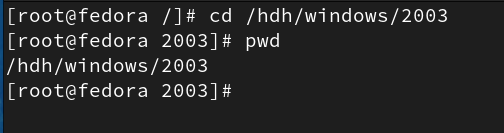 [root@fedora /]# cd /hdh/windows/2003
[root@fedora 2003]# pwd
/hdh/windows/2003
[root@fedora 2003]#